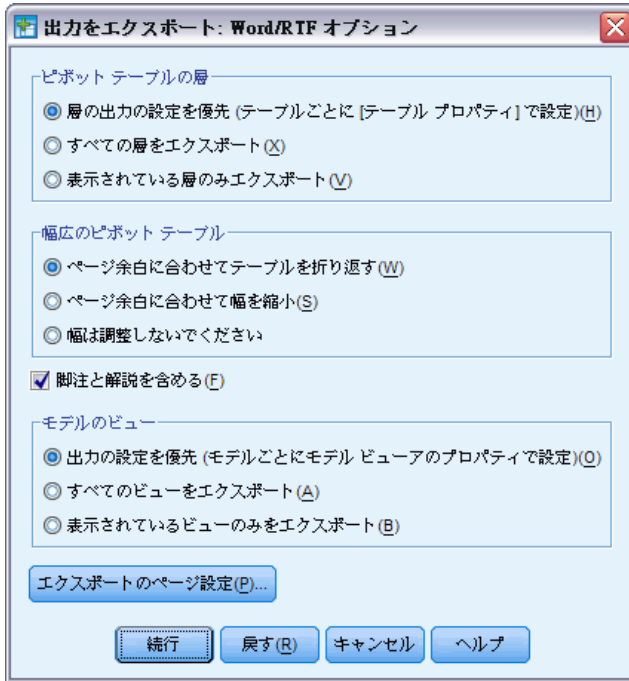 出力をエクスポート: Word/RTF オプション
ピボット テーブルの層
層の出力の設定を優先 (テーブルごとに [テーブル プロパティ] で設定)(H)
すべての層をエクスポート(X)
表示されている層のみエクスポート(V)
幅広のピボット テーブル
ページ余白に合わせてテーブルを折り返す(W)
ページ余白に合わせて幅を縮小(S)
幅は調整しないでください
脚注と解説を含める(F)
モデルのビュー
出力の設定を優先 (モデルごとにモデル ビューアのプロパティで設定)(O)
すべてのビューをエクスポート(A)
表示されているビューのみをエクスポート(B)
エクスポートのページ設定(P)...
続行 戻す(R) キャンセル ヘルプ